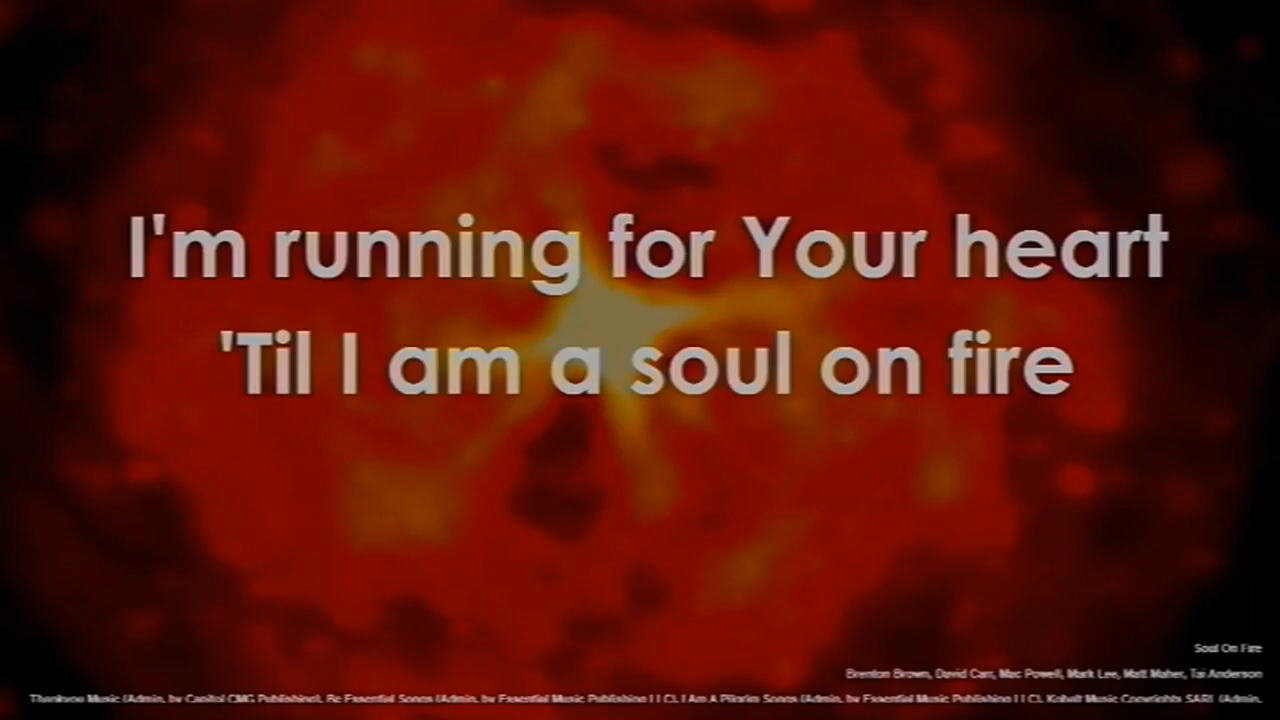 I'm running for Your heart
'Til I am a soul on fire
Soul On Fire
Brenton Brown, David Carr, Mac Powell, Mark Lee, Matt Maher, Tai Anderson
Thankyou Music (Admin. by Capitol CMG Publishing), Be Essential Songs (Admin. by Essential Music Publishing LLC), I Am A Pilgrim Songs (Admin. by Essential Music Publishing LLC), Kobalt Music Copyrights SARL (Admin.